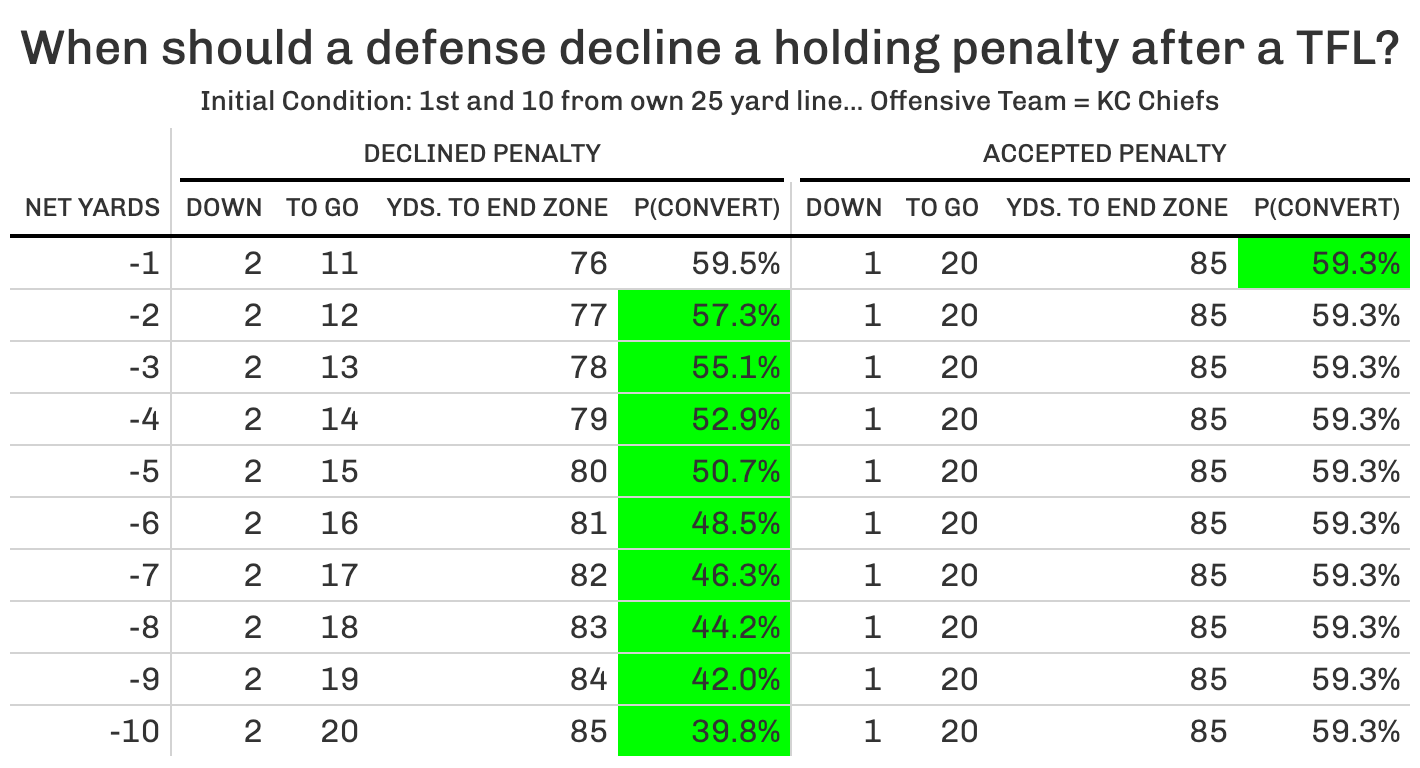 When should a defense decline a holding penalty after a TFL?
Initial Condition: 1st and 10 from own 25 yard line... Offensive Team = KC Chiefs
DECLINED PENALTY ACCEPTED PENALTY
NET YARDS DOWN TO GO YDS. TO END ZONE P(CONVERT) DOWN TO GO YDS. TO END ZONE P(CONVERT)
-1 2 11 76 59.5% 1 20 85 59.3%
-2 2 12 77 57.3% 1 20 85 59.3%
-3 2 13 78 55.1% 1 20 85 59.3%
-4 2 14 79 52.9% 1 20 85 59.3%
-5 2 15 80 50.7% 1 20 85 59.3%
-6 2 16 81 48.5% 1 20 85 59.3%
-7 2 17 82 46.3% 1 20 85 59.3%
-8 2 18 83 44.2% 1 20 85 59.3%
-9 2 19 84 42.0% 1 20 85 59.3%
-10 2 20 85 39.8% 1 20 85 59.3%